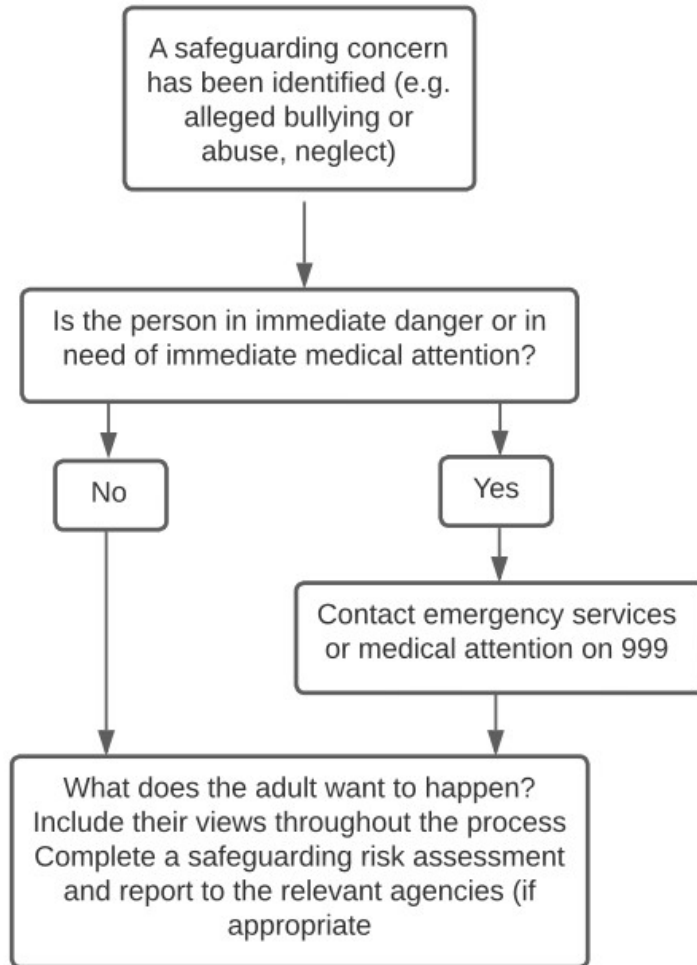 A safeguarding concern
has been identified (e.g.
alleged bullying or
abuse, neglect)
Is the person in immediate danger or in
need of immediate medical attention?
No
Yes
Contact emergency services
or medical attention on 999
What does the adult want to happen?
Include their views throughout the process
Complete a safeguarding risk assessment
and report to the relevant agencies (if
appropriate